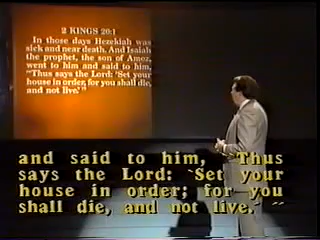 2 KINGS 20:1
In those days Hezekiah was
sick and near death. And Isaiah
the prophet, the son of Amoz,
went to him and said to him,
"Thus says the Lord: 'Set your
house in order, for you shall die,
and not live.'"
and said to him, "Thus
says the Lord: `Set your
house in order; for you
shall die, and not live.' "